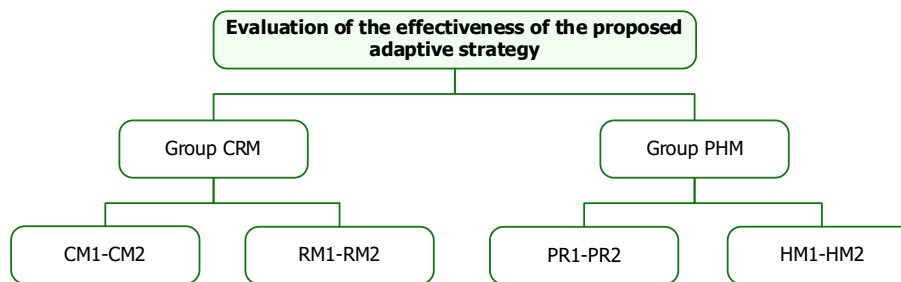 Evaluation of the effectiveness of the proposed
adaptive strategy
Group CRM
Group PHM
CM1-CM2
RM1-RM2
PR1-PR2
HM1-HM2